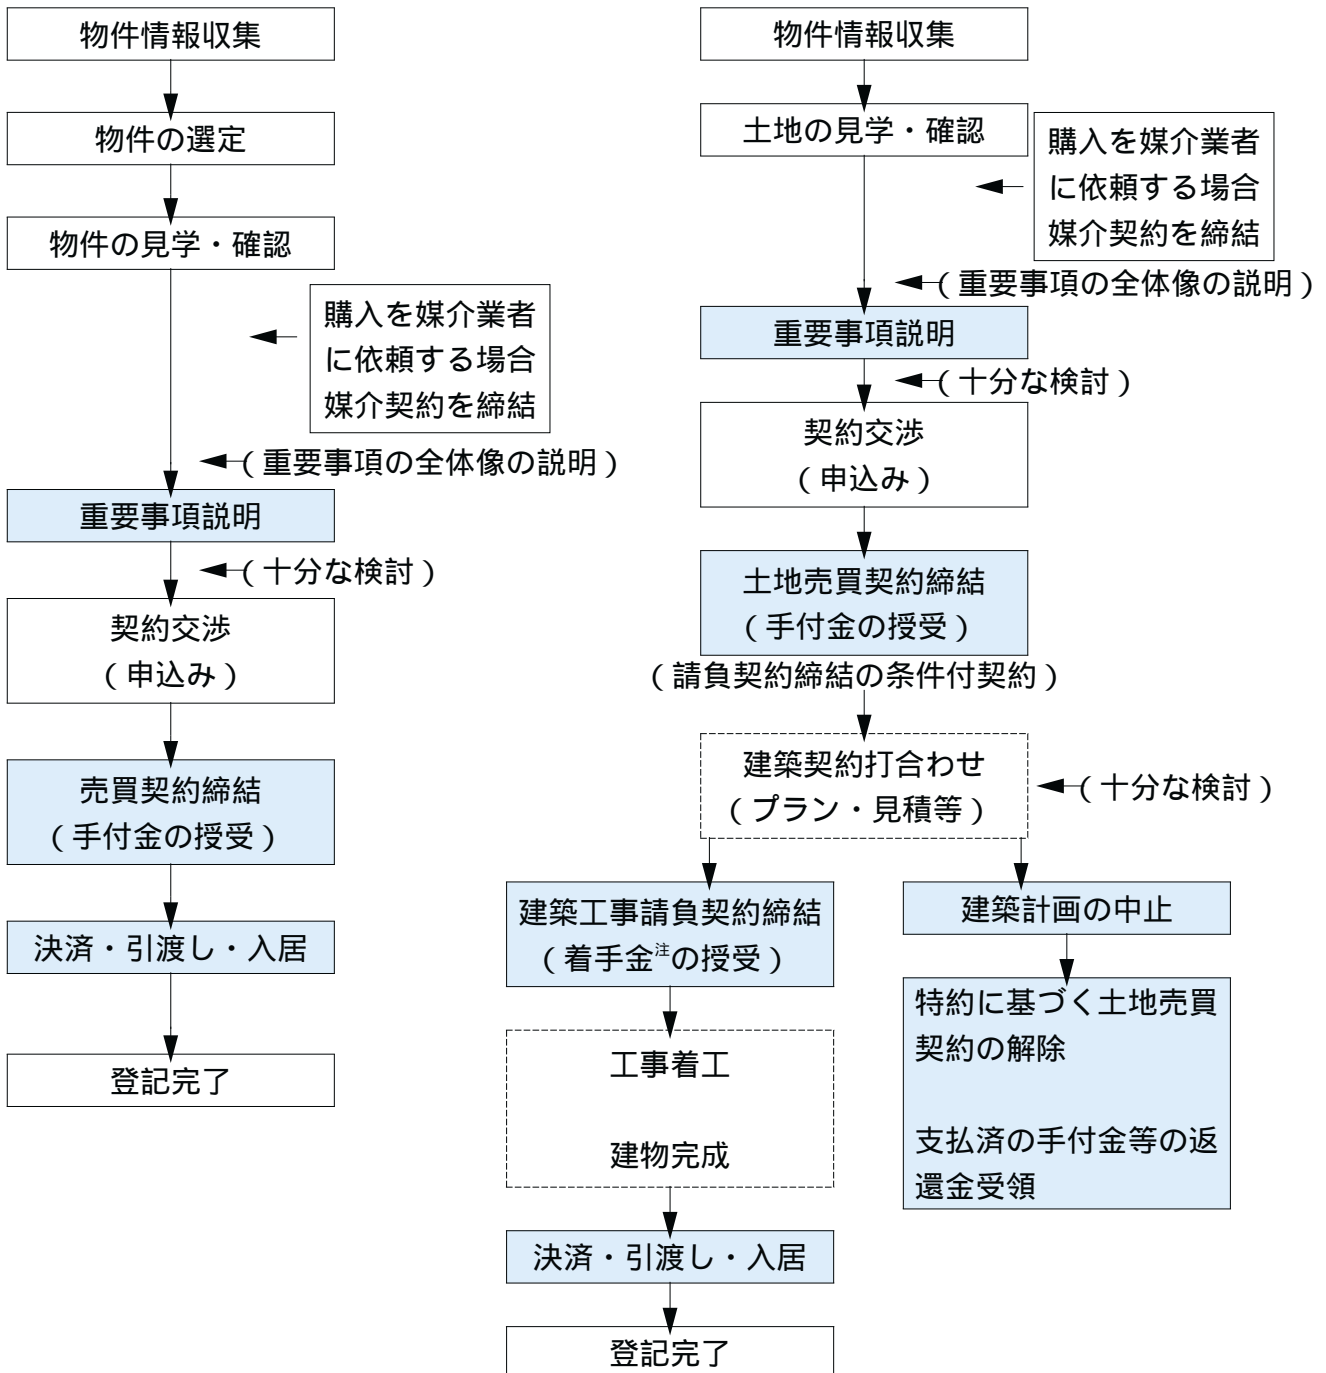 物件情報収集
物件の選定
物件の見学・確認
購入を媒介業者
に依頼する場合
媒介契約を締結
(重要事項の全体像の説明)
重要事項説明
(十分な検討)
契約交渉
(申込み)
売買契約締結
(手付金の授受)
決済・引渡し・入居
登記完了
物件情報収集
土地の見学・確認
購入を媒介業者
に依頼する場合
媒介契約を締結
(重要事項の全体像の説明)
重要事項説明
(十分な検討)
契約交渉
(申込み)
土地売買契約締結
(手付金の授受)
(請負契約締結の条件付契約)
建築契約打合わせ
(プラン・見積等)
(十分な検討)
建築工事請負契約締結
(着手金注の授受)
工事着工
建物完成
決済・引渡し・入居
登記完了
建築計画の中止
特約に基づく土地売買
契約の解除
支払済の手付金等の返
還金受領